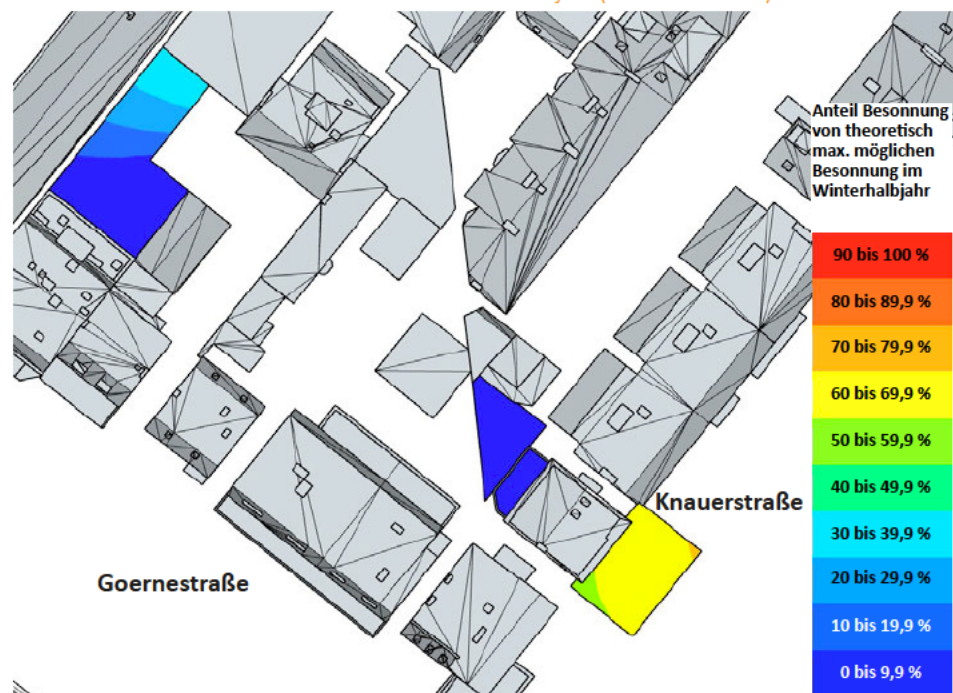 Anteil Besonnung
von theoretisch
max. möglichen
Besonnung im
Winterhalbjahr
90 bis 100 %
80 bis 89,9 %
70 bis 79,9 %
60 bis 69,9 %
50 bis 59,9 %
40 bis 49,9 %
30 bis 39,9 %
20 bis 29,9 %
10 bis 19,9 %
0 bis 9,9 %
Knauerstraße
Goernestraße